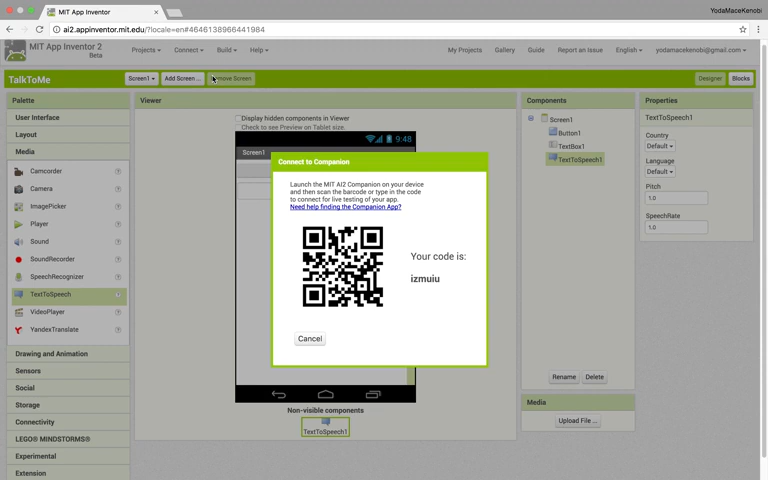 MIT App Inventor
YodaMaceKenobi
ai2.appinventor.mit.edu/?locale=en#4646138966441984
MIT App Inventor 2
Beta
Projects
Connect
Build
Help
My Projects
Gallery
Guide
Report an Issue
English
yodamacekenobi@gmail.com
TalkToMe
Screen1
Add Screen ...
Remove Screen
Designer
Blocks
Palette
User Interface
Layout
Media
Camcorder
Camera
ImagePicker
Player
Sound
SoundRecorder
SpeechRecognizer
TextToSpeech
VideoPlayer
YandexTranslate
Drawing and Animation
Sensors
Social
Storage
Connectivity
LEGO® MINDSTORMS®
Experimental
Extension
Viewer
Display hidden components in Viewer
Check to see Preview on Tablet size.
9:48
Screen1
Connect to Companion
Launch the MIT AI2 Companion on your device
and then scan the barcode or type in the code
to connect for live testing of your app.
Need help finding the Companion App?
Your code is:
izmuiu
Cancel
Non-visible components
TextToSpeech1
Components
Screen1
Button1
TextBox1
TextToSpeech1
Rename
Delete
Media
Upload File ...
Properties
TextToSpeech1
Country
Default
Language
Default
Pitch
1.0
SpeechRate
1.0